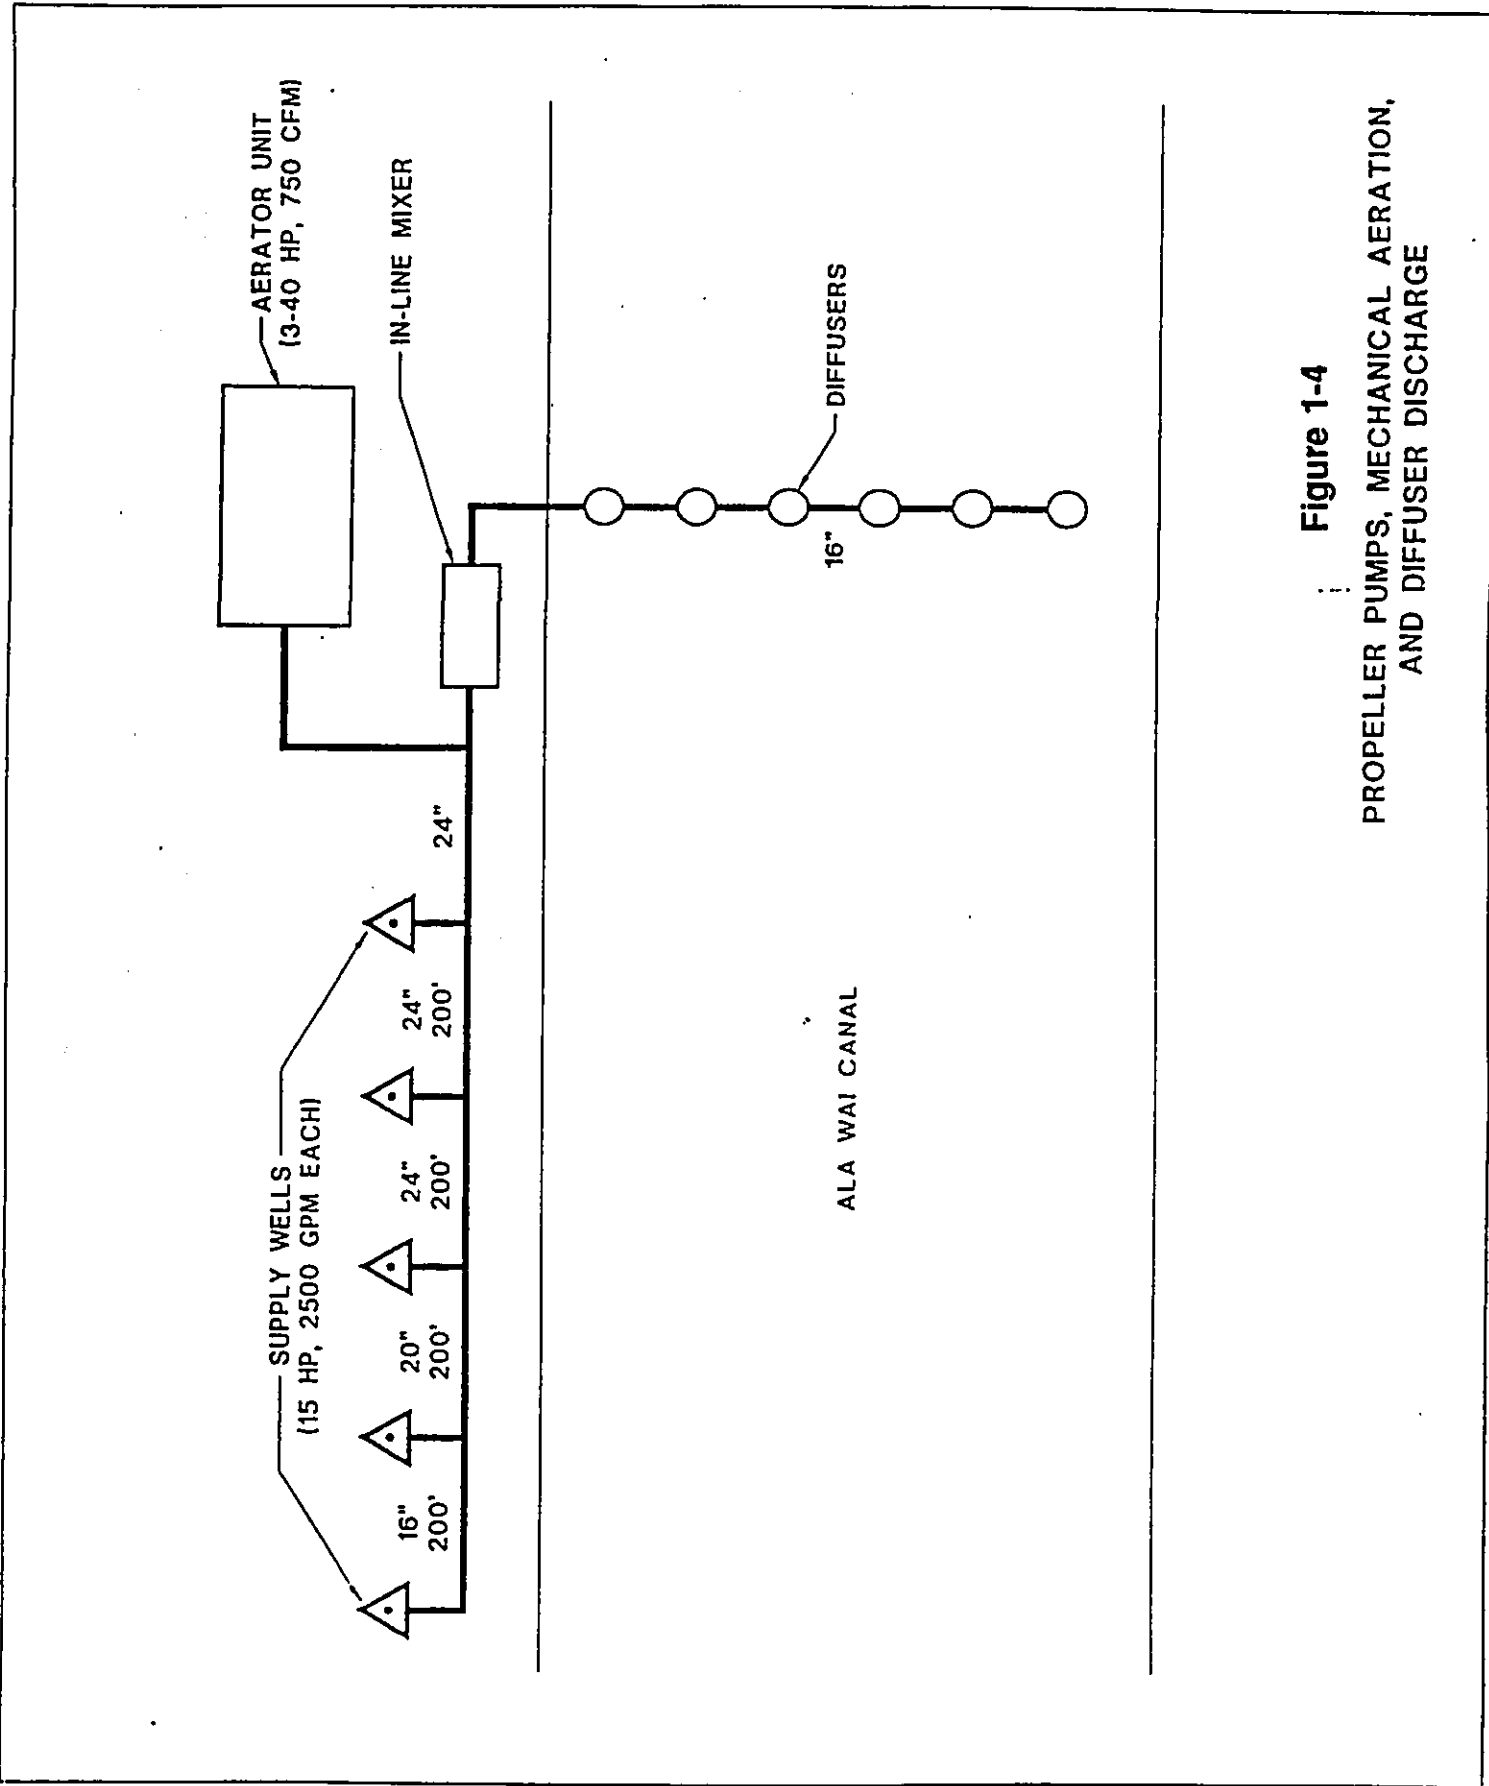 SUPPLY WELLS
(15 HP, 2500 GPM EACH)
AERATOR UNIT
(3-40 HP, 750 CFM)
IN-LINE MIXER
16"
200'
20"
200'
24"
200'
24"
200'
24"
16"
DIFFUSERS
ALA WAI CANAL
Figure 1-4
PROPELLER PUMPS, MECHANICAL AERATION,
AND DIFFUSER DISCHARGE